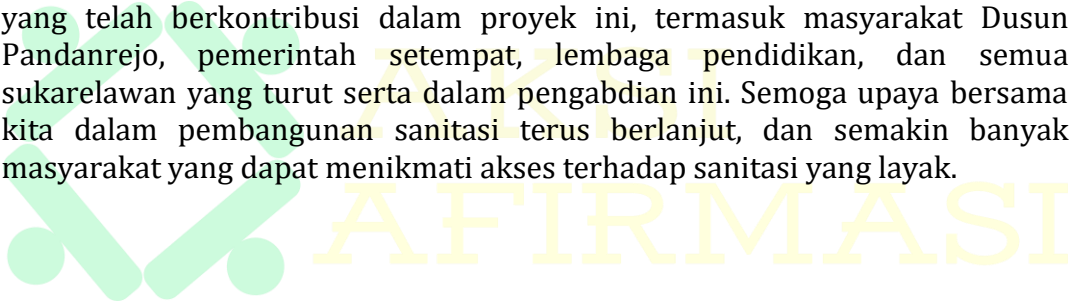 yang telah berkontribusi dalam proyek ini, termasuk masyarakat Dusun
Pandanrejo, pemerintah setempat, lembaga pendidikan, dan semua
sukarelawan yang turut serta dalam pengabdian ini. Semoga upaya bersama
kita dalam pembangunan sanitasi terus berlanjut, dan semakin banyak
masyarakat yang dapat menikmati akses terhadap sanitasi yang layak.
AKSI
AFIRMASI